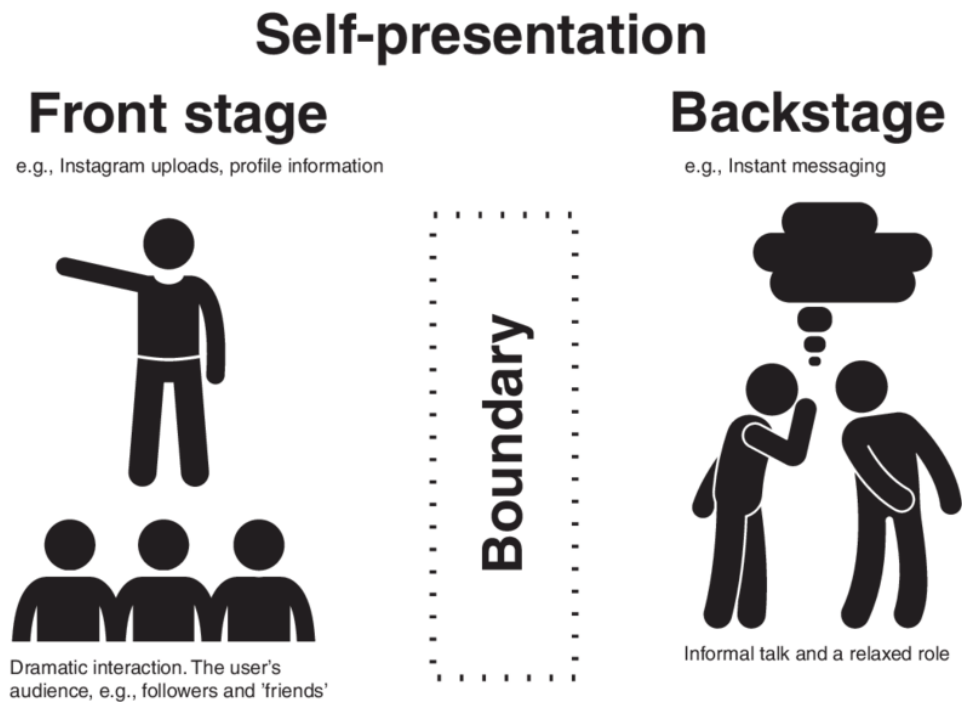 Self-presentation
Front stage
e.g., Instagram uploads, profile information
Backstage
e.g., Instant messaging
Boundary
Dramatic interaction. The user's
audience, e.g., followers and 'friends'
Informal talk and a relaxed role